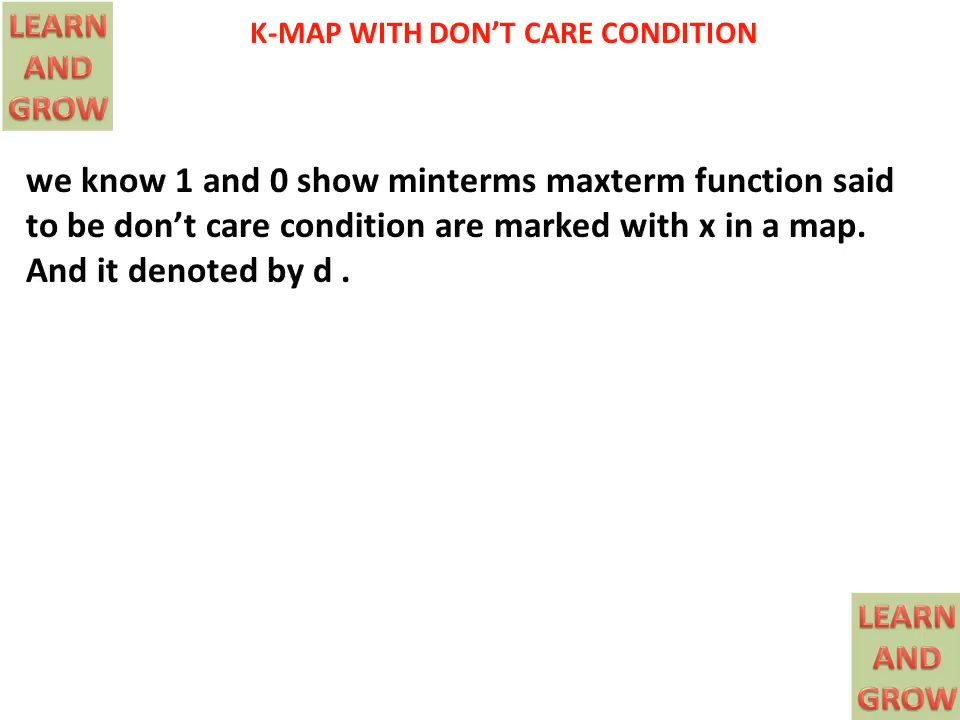 LEARN
AND
GROW
K-MAP WITH DON’T CARE CONDITION
we know 1 and 0 show minterms maxterm function said
to be don’t care condition are marked with x in a map.
And it denoted by d .
LEARN
AND
GROW